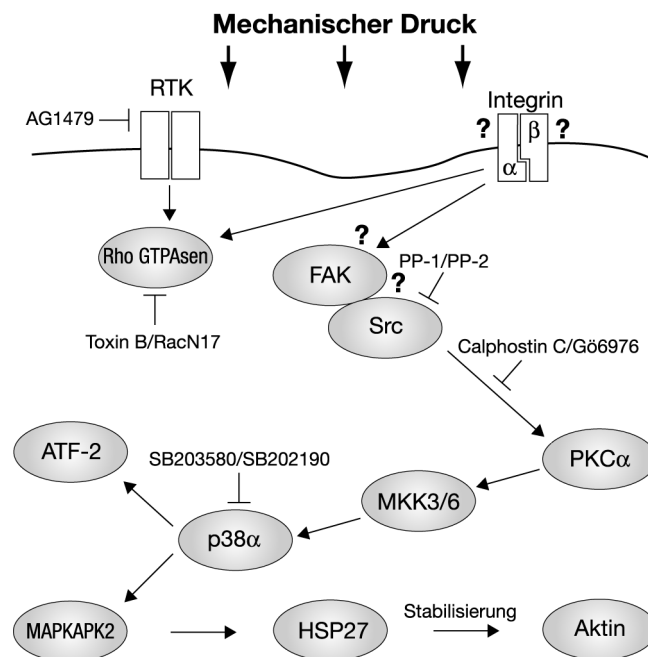 Mechanischer Druck
RTK
Integrin
AG1479
?
β
?
α
Rho GTPAsen
?
PP-1/PP-2
FAK
?
Src
Toxin B/RacN17
Calphostin C/Gö6976
ATF-2
SB203580/SB202190
PKCα
MKK3/6
p38α
Stabilisierung
MAPKAPK2
HSP27
Aktin